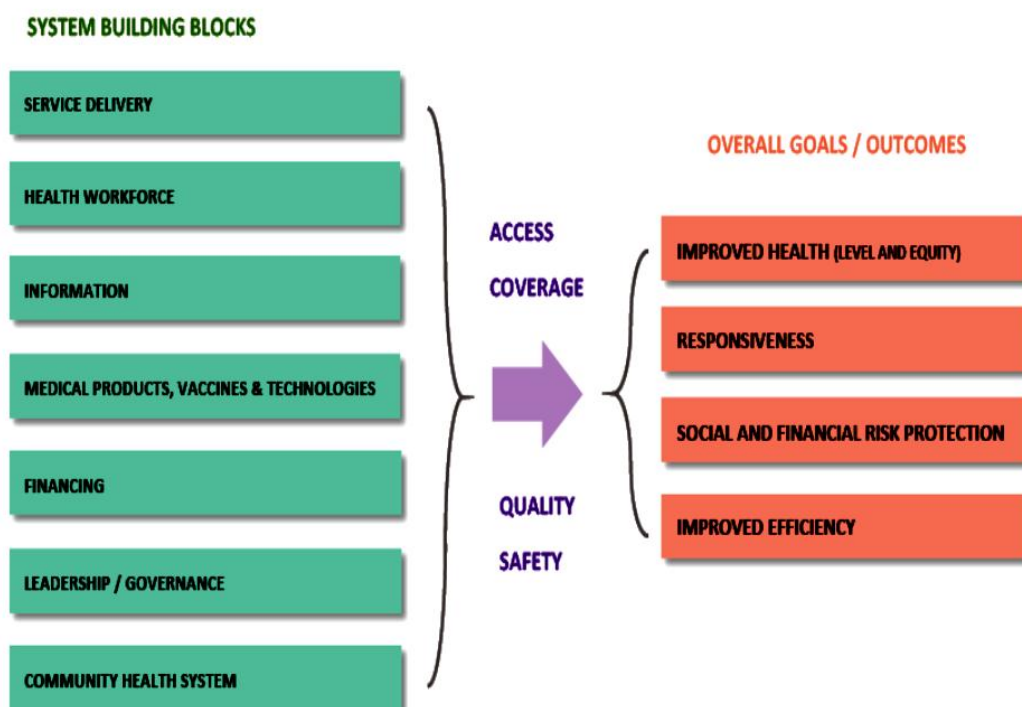 SYSTEM BUILDING BLOCKS
SERVICE DELIVERY
HEALTH WORKFORCE
INFORMATION
MEDICAL PRODUCTS, VACCINES & TECHNOLOGIES
FINANCING
LEADERSHIP / GOVERNANCE
COMMUNITY HEALTH SYSTEM
ACCESS
COVERAGE
QUALITY
SAFETY
OVERALL GOALS / OUTCOMES
IMPROVED HEALTH (LEVEL AND EQUITY)
RESPONSIVENESS
SOCIAL AND FINANCIAL RISK PROTECTION
IMPROVED EFFICIENCY